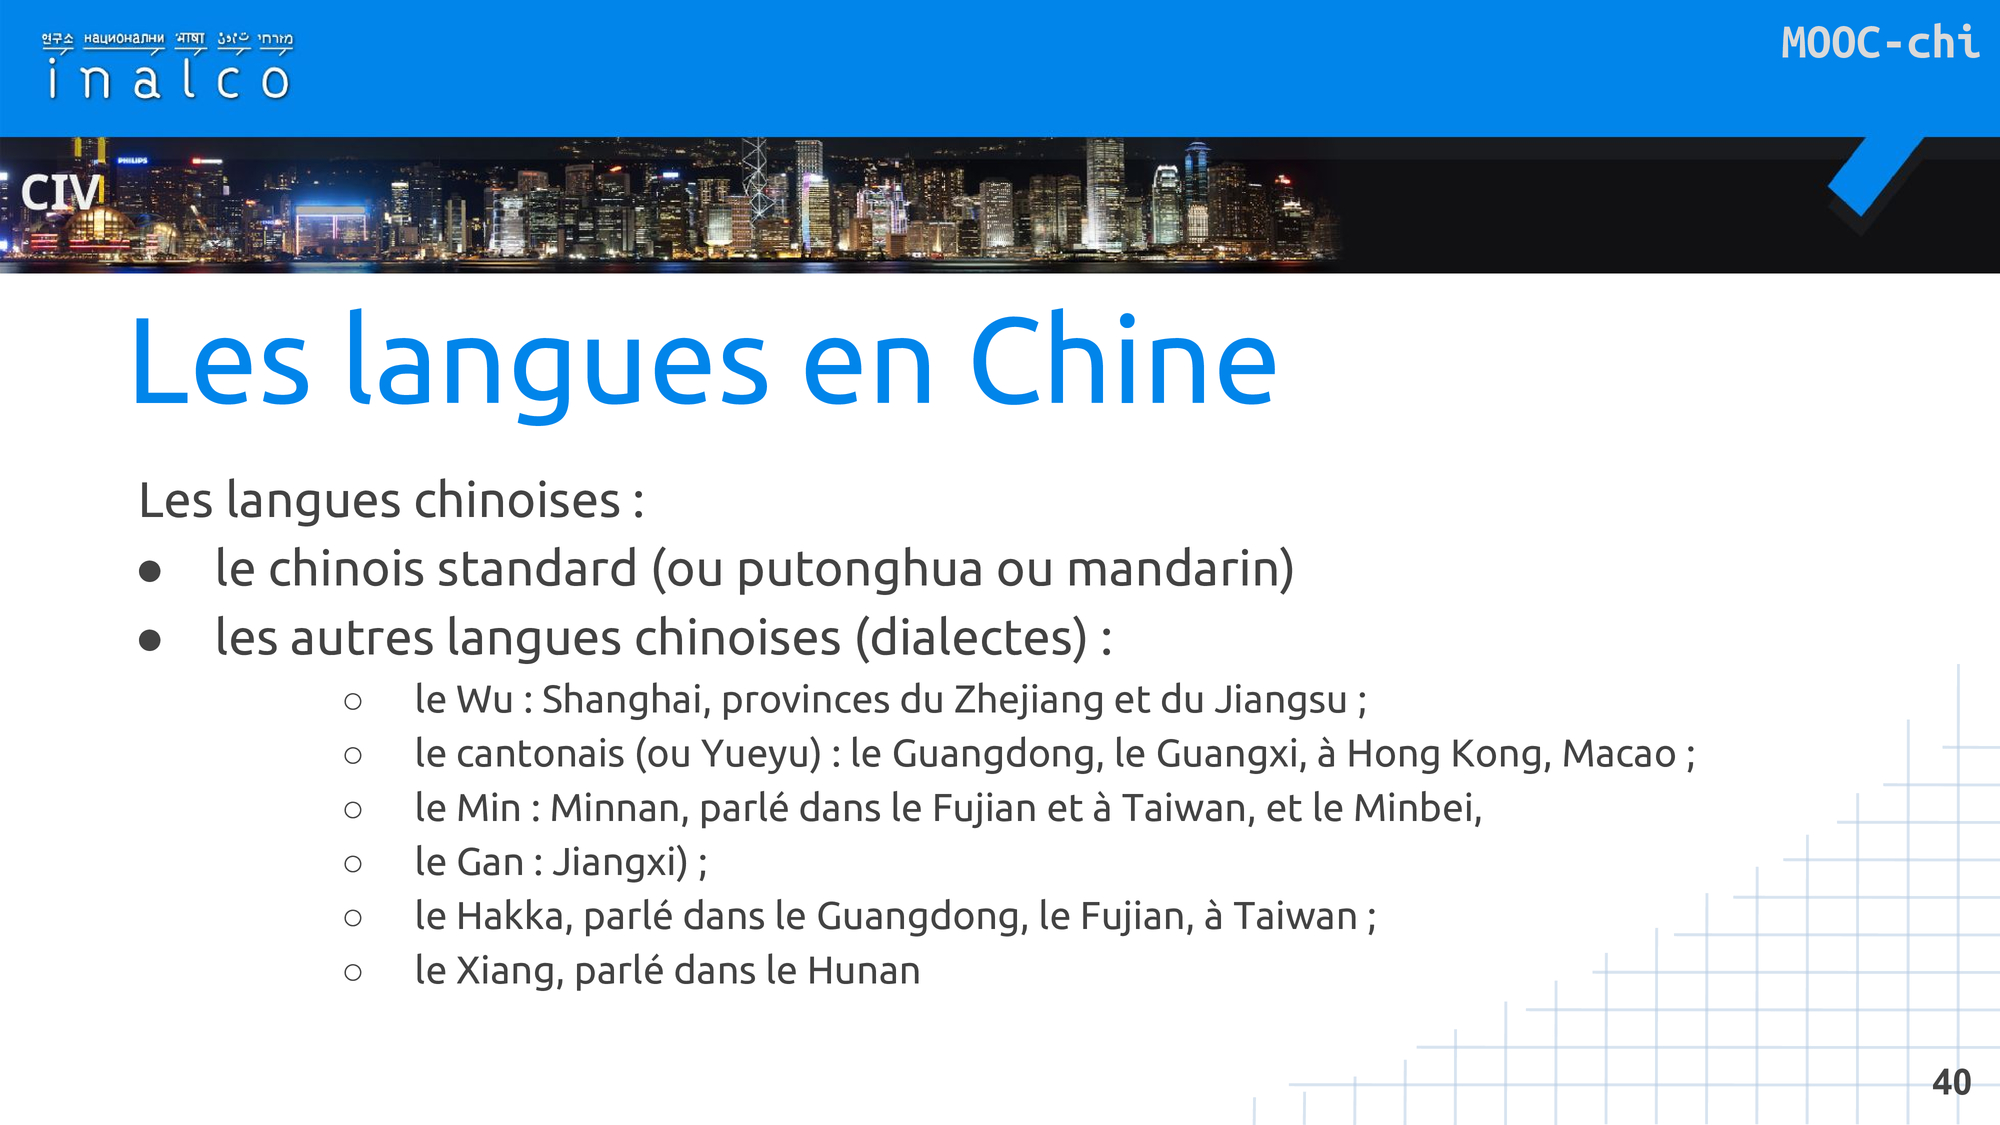 연구소 национални भाषा מזרחי
inalco
MOOC-chi
PHILIPS
CIV
Les langues en Chine
Les langues chinoises :
● le chinois standard (ou putonghua ou mandarin)
● les autres langues chinoises (dialectes) :
○ le Wu : Shanghai, provinces du Zhejiang et du Jiangsu ;
○ le cantonais (ou Yueyu) : le Guangdong, le Guangxi, à Hong Kong, Macao ;
○ le Min : Minnan, parlé dans le Fujian et à Taiwan, et le Minbei,
○ le Gan : Jiangxi) ;
○ le Hakka, parlé dans le Guangdong, le Fujian, à Taiwan ;
○ le Xiang, parlé dans le Hunan
40